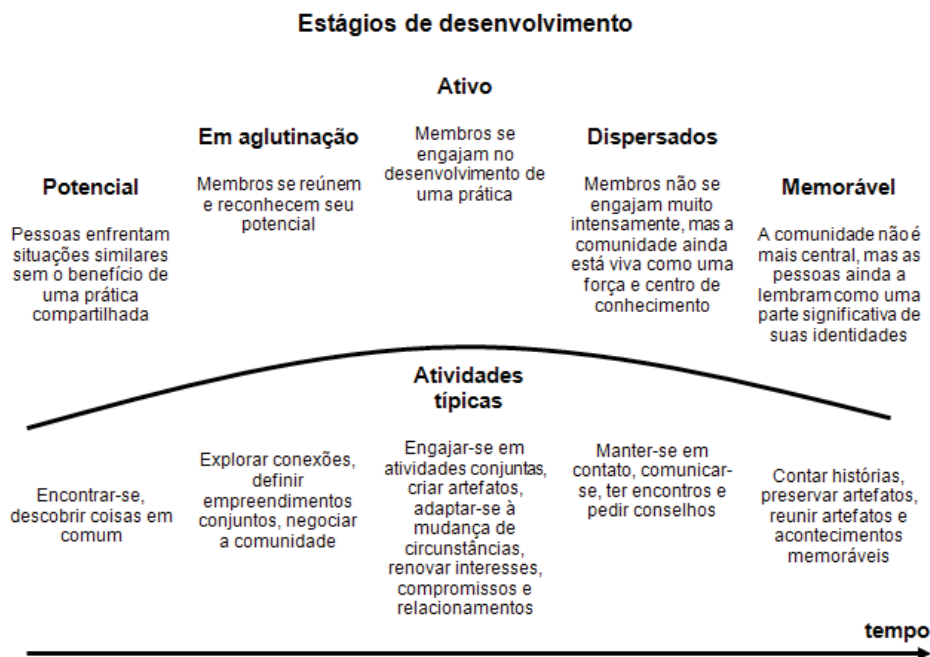 Estágios de desenvolvimento
Potencial
Pessoas enfrentam
situações similares
sem o benefício de
uma prática
compartilhada
Em aglutinação
Membros se reúnem
e reconhecem seu
potencial
Ativo
Membros se
engajam no
desenvolvimento de
uma prática
Dispersados
Membros não se
engajam muito
intensamente, mas a
comunidade ainda
está viva como uma
força e centro de
conhecimento
Memorável
A comunidade não é
mais central, mas as
pessoas ainda a
lembram como uma
parte significativa de
suas identidades
Atividades
típicas
Encontrar-se,
descobrir coisas em
comum
Explorar conexões,
definir
empreendimentos
conjuntos, negociar
a comunidade
Engajar-se em
atividades conjuntas,
criar artefatos,
adaptar-se à
mudança de
circunstâncias,
renovar interesses,
compromissos e
relacionamentos
Manter-se em
contato, comunicar-
se, ter encontros e
pedir conselhos
Contar histórias,
preservar artefatos,
reunir artefatos e
acontecimentos
memoráveis
tempo